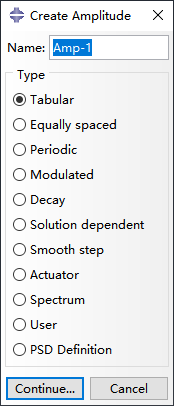 Create Amplitude
Name: Amp-1
Type
Tabular
Equally spaced
Periodic
Modulated
Decay
Solution dependent
Smooth step
Actuator
Spectrum
User
PSD Definition
Continue... Cancel